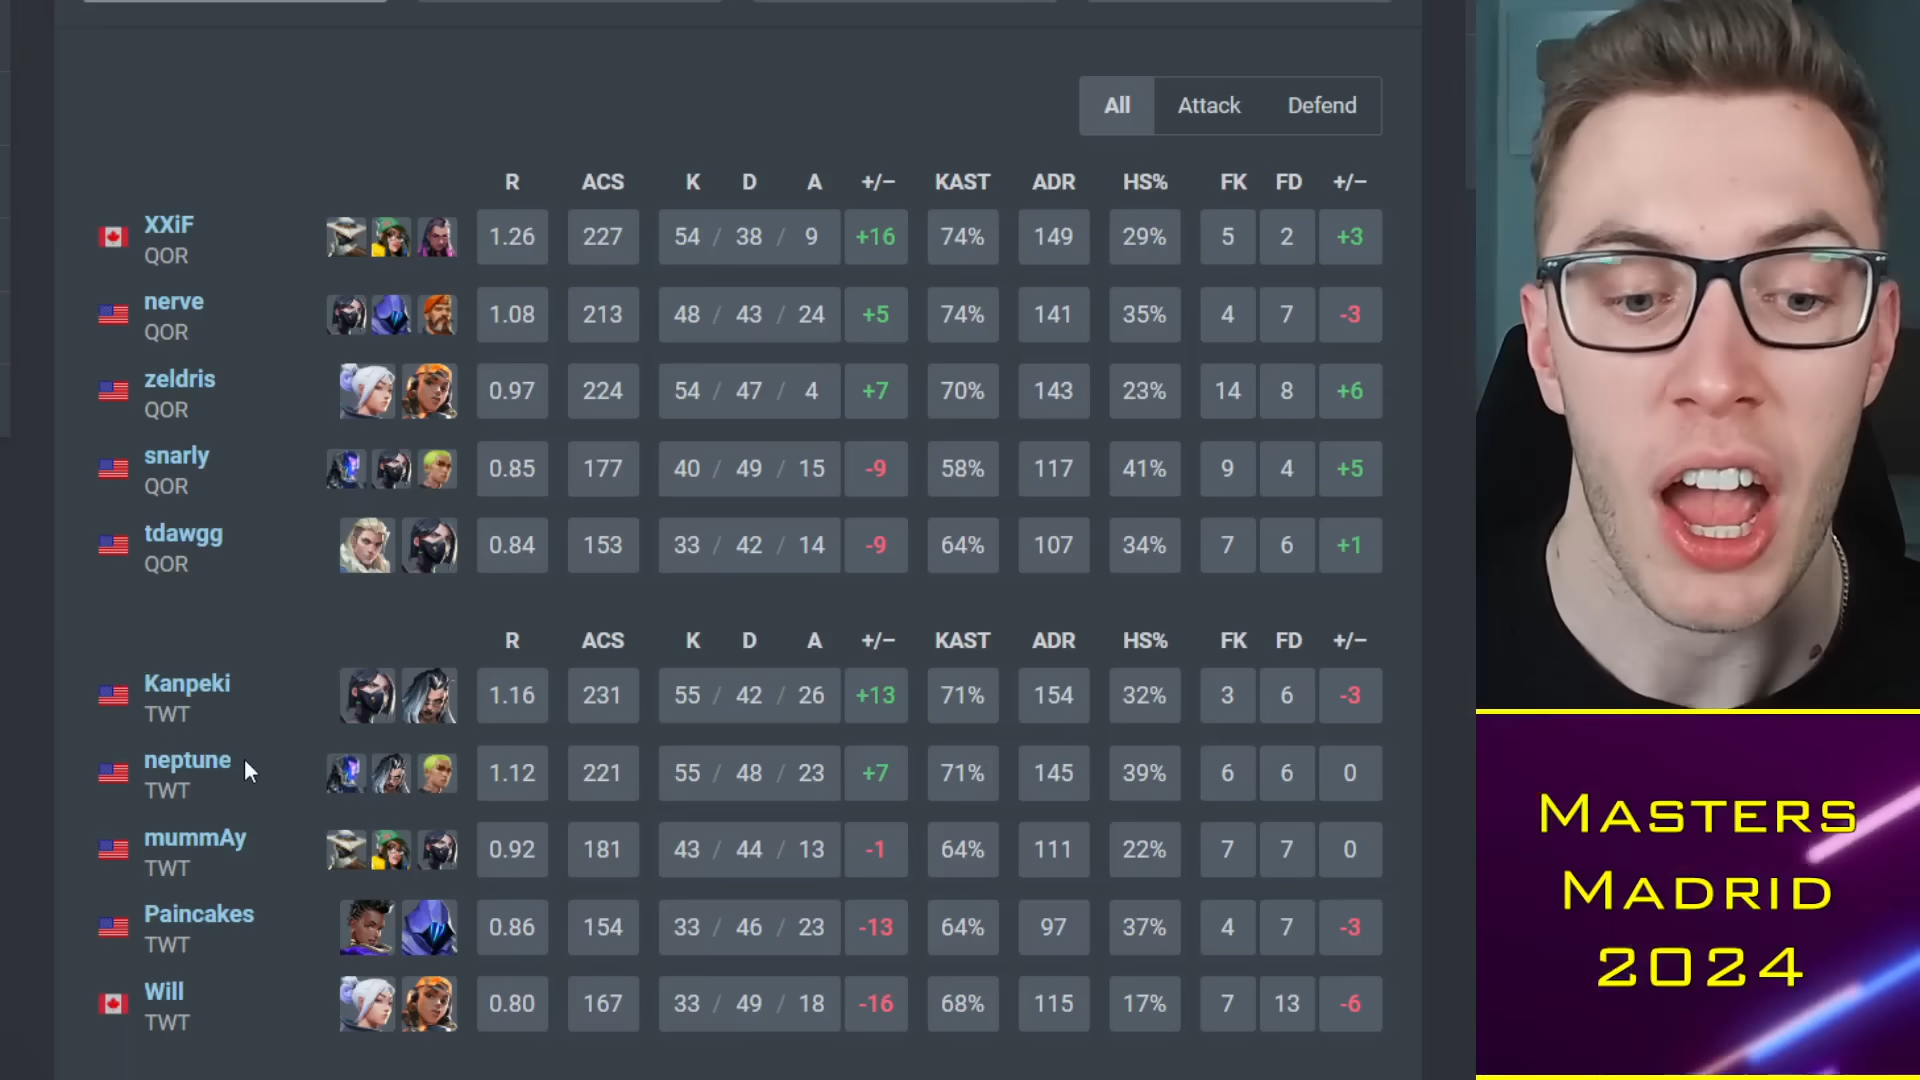 All Attack Defend
R ACS K D A +/– KAST ADR HS% FK FD +/–
XXiF 1.26 227 54 / 38 / 9 +16 74% 149 29% 5 2 +3
QOR
nerve 1.08 213 48 / 43 / 24 +5 74% 141 35% 4 7 -3
QOR
zeldris 0.97 224 54 / 47 / 4 +7 70% 143 23% 14 8 +6
QOR
snarly 0.85 177 40 / 49 / 15 -9 58% 117 41% 9 4 +5
QOR
tdawgg 0.84 153 33 / 42 / 14 -9 64% 107 34% 7 6 +1
QOR
R ACS K D A +/– KAST ADR HS% FK FD +/–
Kanpeki 1.16 231 55 / 42 / 26 +13 71% 154 32% 3 6 -3
TWT
neptune 1.12 221 55 / 48 / 23 +7 71% 145 39% 6 6 0
TWT
mummAy 0.92 181 43 / 44 / 13 -1 64% 111 22% 7 7 0
TWT
Paincakes 0.86 154 33 / 46 / 23 -13 64% 97 37% 4 7 -3
TWT
Will 0.80 167 33 / 49 / 18 -16 68% 115 17% 7 13 -6
TWT
MASTERS
MADRID
2024